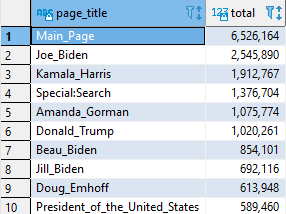 ABC page_title 123 total
1 Main_Page 6,526,164
2 Joe_Biden 2,545,890
3 Kamala_Harris 1,912,767
4 Special:Search 1,376,704
5 Amanda_Gorman 1,075,774
6 Donald_Trump 1,020,261
7 Beau_Biden 854,101
8 Jill_Biden 692,116
9 Doug_Emhoff 613,948
10 President_of_the_United_States 589,460